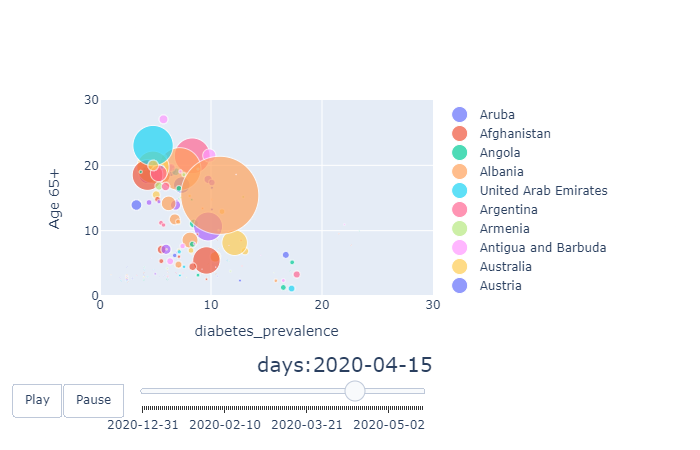 30
20
10
0
0
10
20
30
Age 65+
diabetes_prevalence
Aruba
Afghanistan
Angola
Albania
United Arab Emirates
Argentina
Armenia
Antigua and Barbuda
Australia
Austria
days:2020-04-15
Play
Pause
2020-12-31
2020-02-10
2020-03-21
2020-05-02